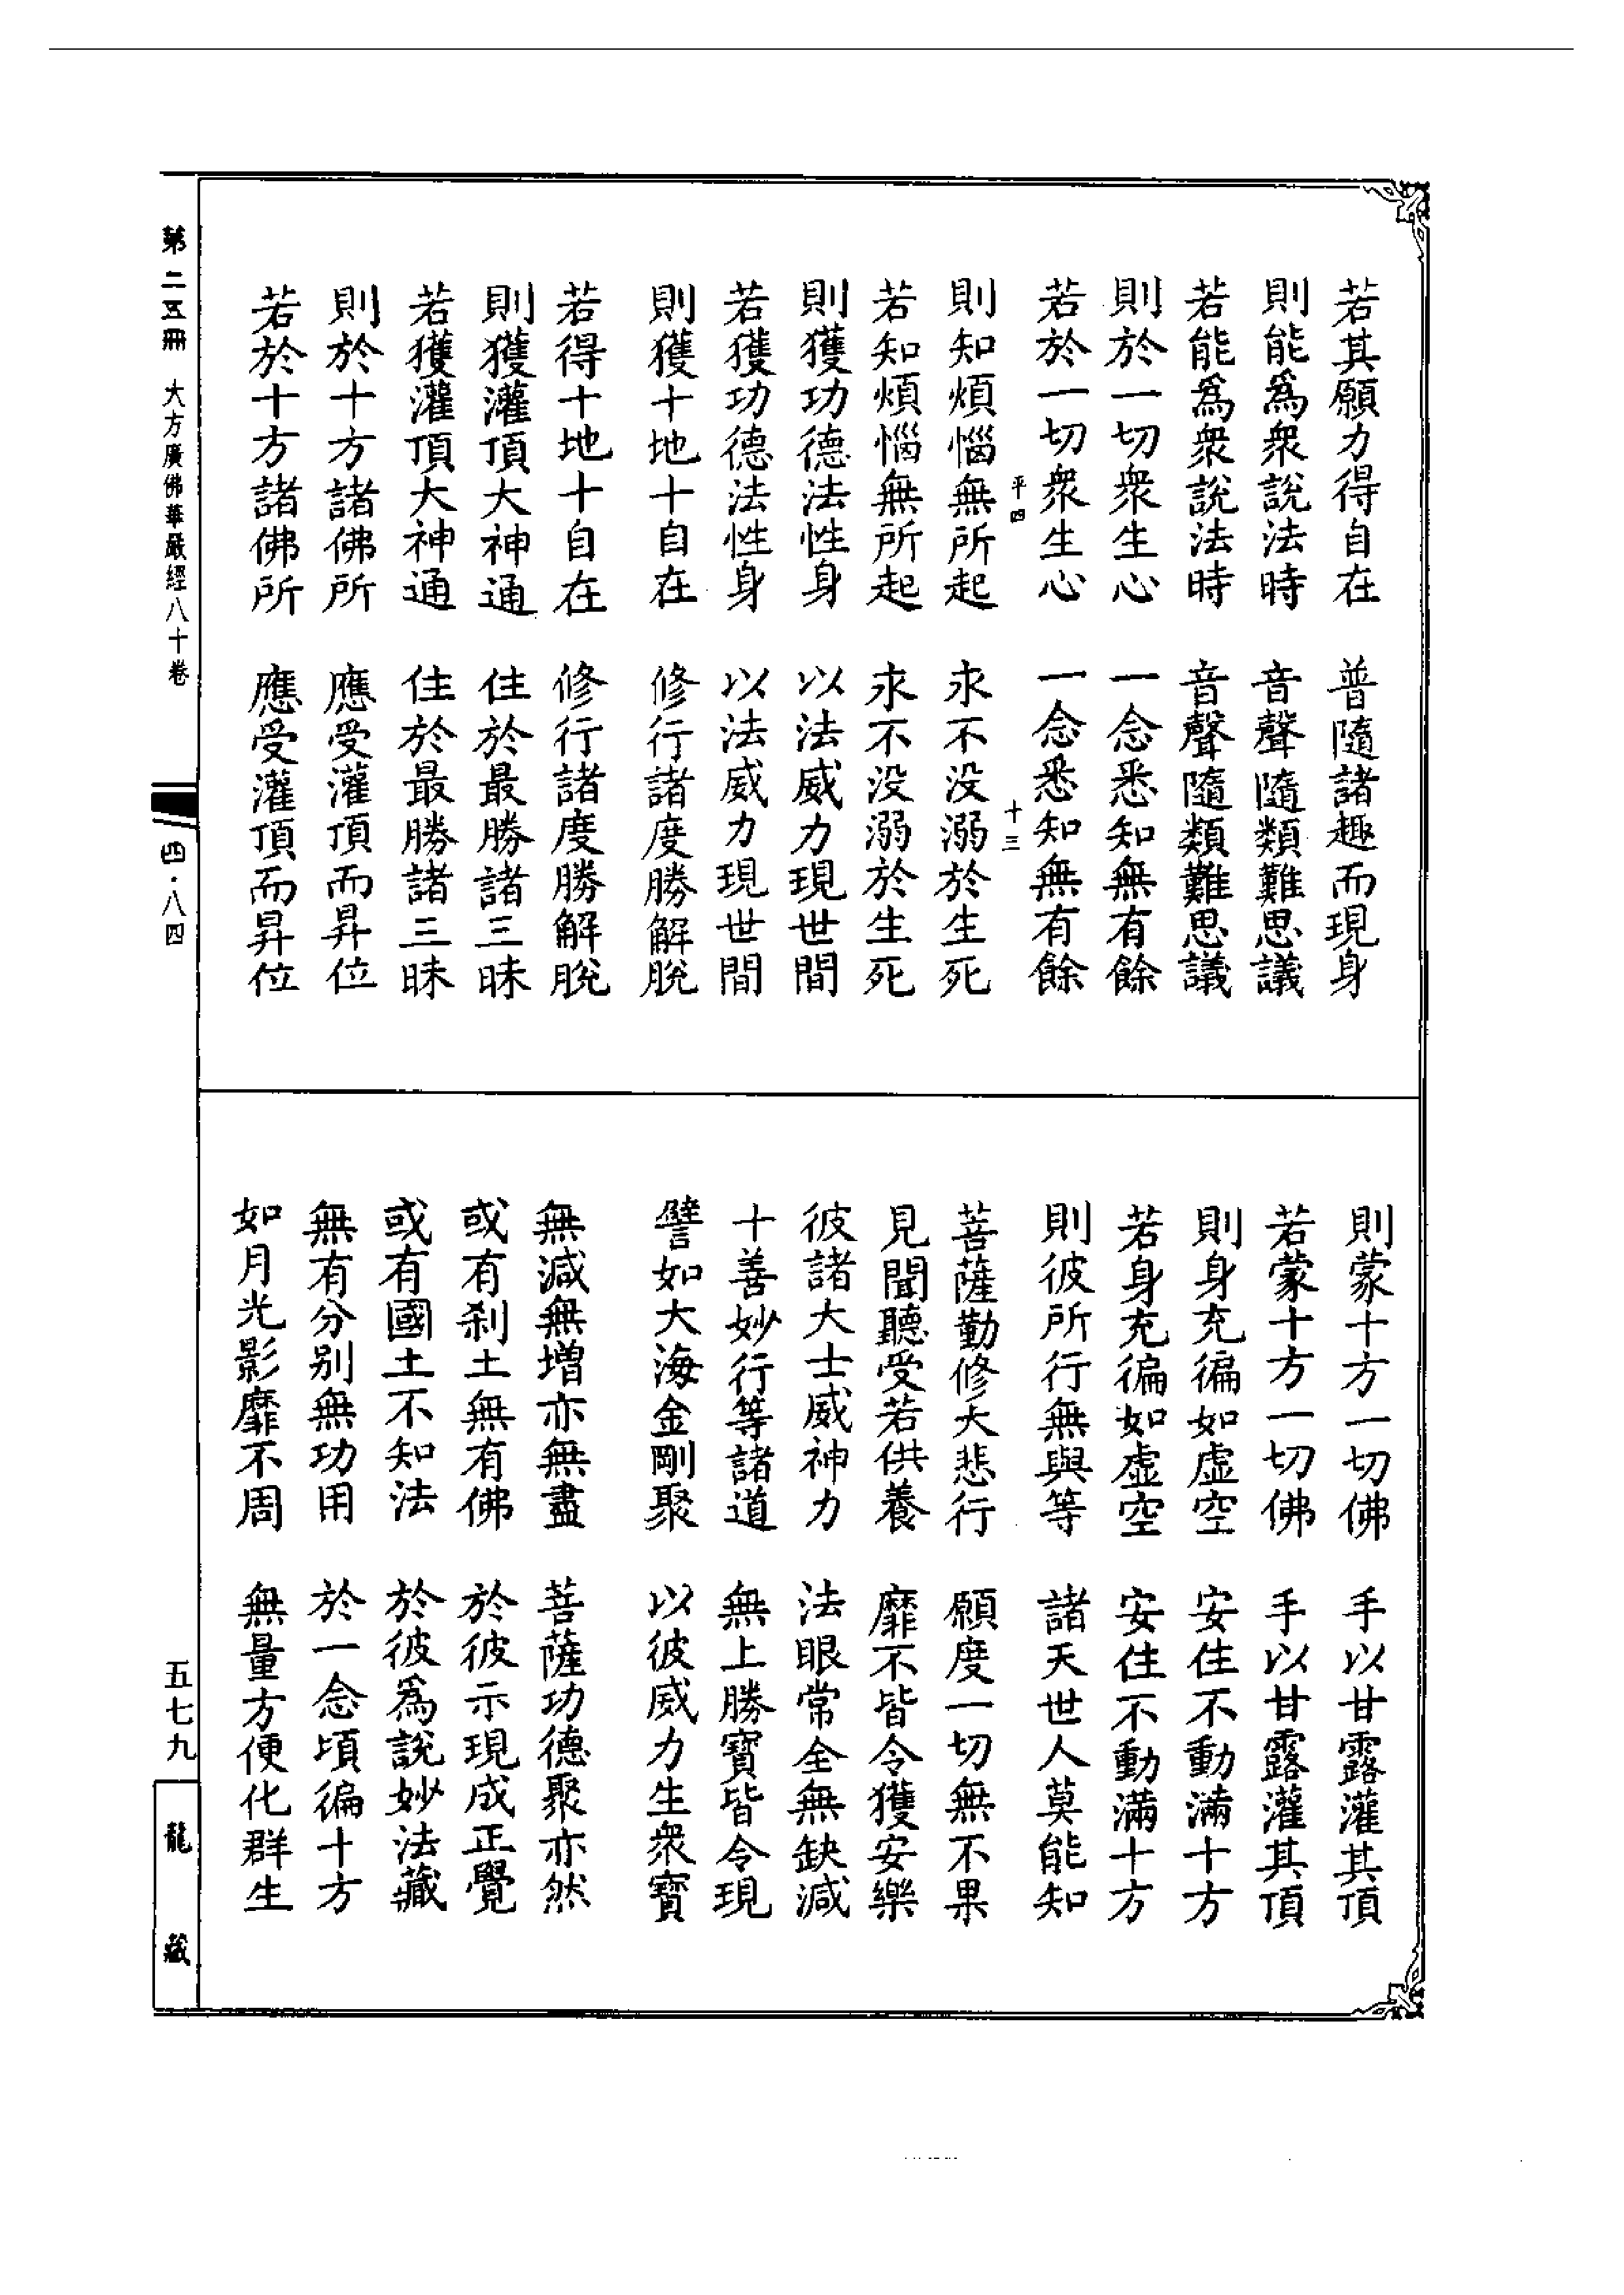 若其願力得自在　普隨諸趣而現身
則能爲衆說法時　音聲隨類難思議
若能爲衆說法時　音聲隨類難思議
則於一切衆生心　一念悉知無有餘
若於一切衆生心　一念悉知無有餘
平四　十三
則知煩惱無所起　永不没溺於生死
若知煩惱無所起　永不没溺於生死
則獲功德法性身　以法威力現世間
若獲功德法性身　以法威力現世間
則獲十地十自在　修行諸度勝解脫
若得十地十自在　修行諸度勝解脫
則獲灌頂大神通　住於最勝諸三昧
若獲灌頂大神通　住於最勝諸三昧
則於十方諸佛所　應受灌頂而昇位
若於十方諸佛所　應受灌頂而昇位
則蒙十方一切佛　手以甘露灌其頂
若蒙十方一切佛　手以甘露灌其頂
則身充徧如虛空　安住不動滿十方
若身充徧如虛空　安住不動滿十方
則彼所行無與等　諸天世人莫能知
菩薩勤修大悲行　願度一切無不果
見聞聽受若供養　靡不皆令獲安樂
彼諸大士威神力　法眼常全無缺減
十善妙行等諸道　無上勝寶皆令現
譬如大海金剛聚　以彼威力生衆寶
無減無增亦無盡　菩薩功德聚亦然
或有刹土無有佛　於彼示現成正覺
或有國土不知法　於彼爲說妙法藏
無有分别無功用　於一念頃徧十方
如月光影靡不周　無量方便化群生
第二五冊　大方廣佛華嚴經八十卷　四·八四　五七九
龍藏